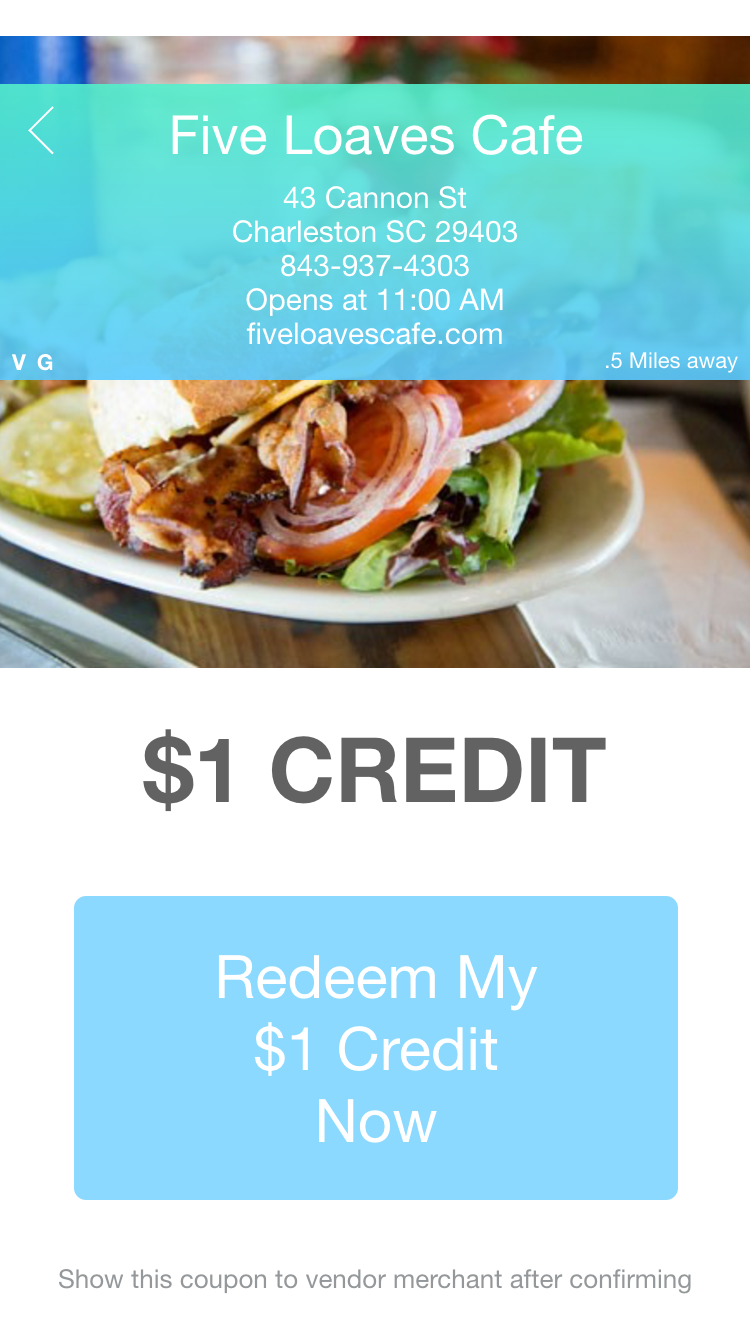 Five Loaves Cafe
43 Cannon St
Charleston SC 29403
843-937-4303
Opens at 11:00 AM
fiveloavescafe.com
V G
.5 Miles away
$1 CREDIT
Redeem My
$1 Credit
Now
Show this coupon to vendor merchant after confirming